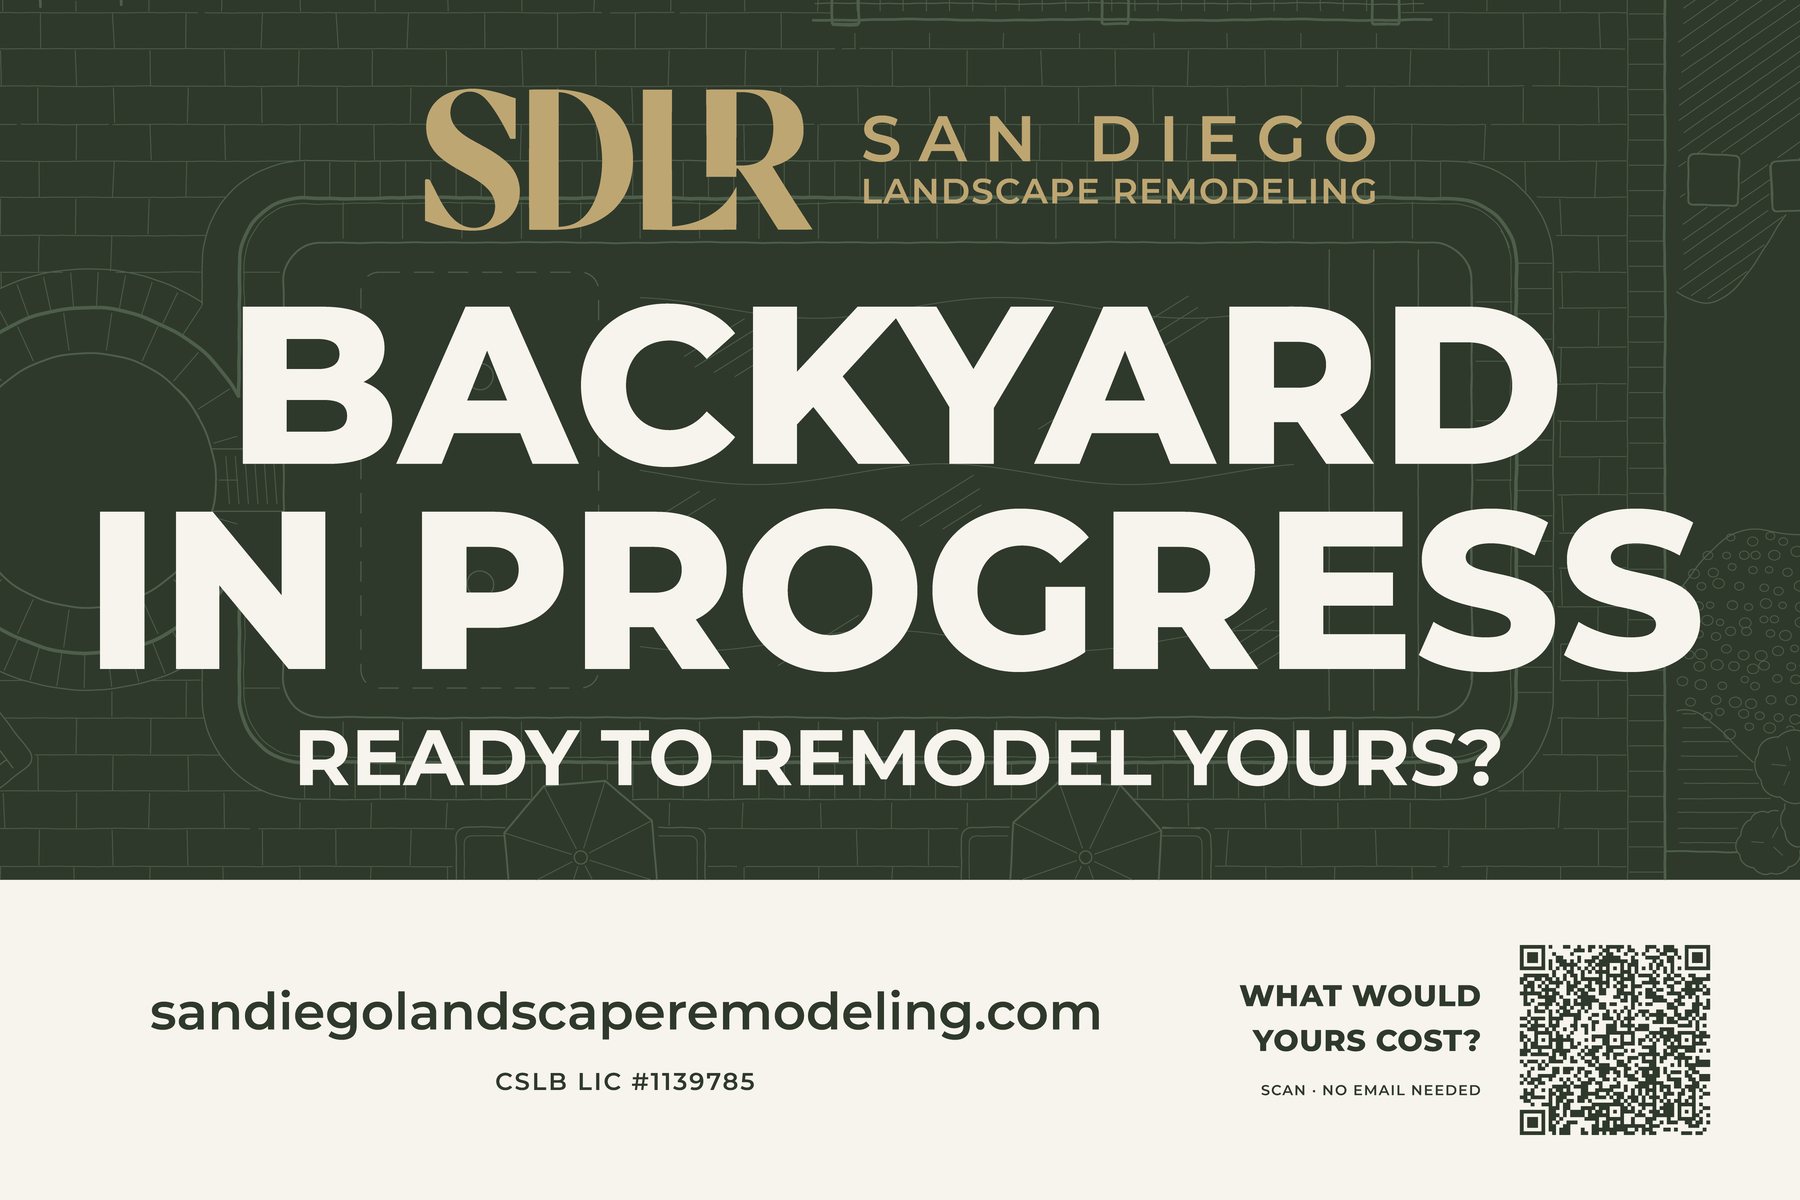 SDLR
SAN DIEGO
LANDSCAPE REMODELING
BACKYARD
IN PROGRESS
READY TO REMODEL YOURS?
sandiegolandscaperemodeling.com
CSLB LIC #1139785
WHAT WOULD
YOURS COST?
SCAN · NO EMAIL NEEDED